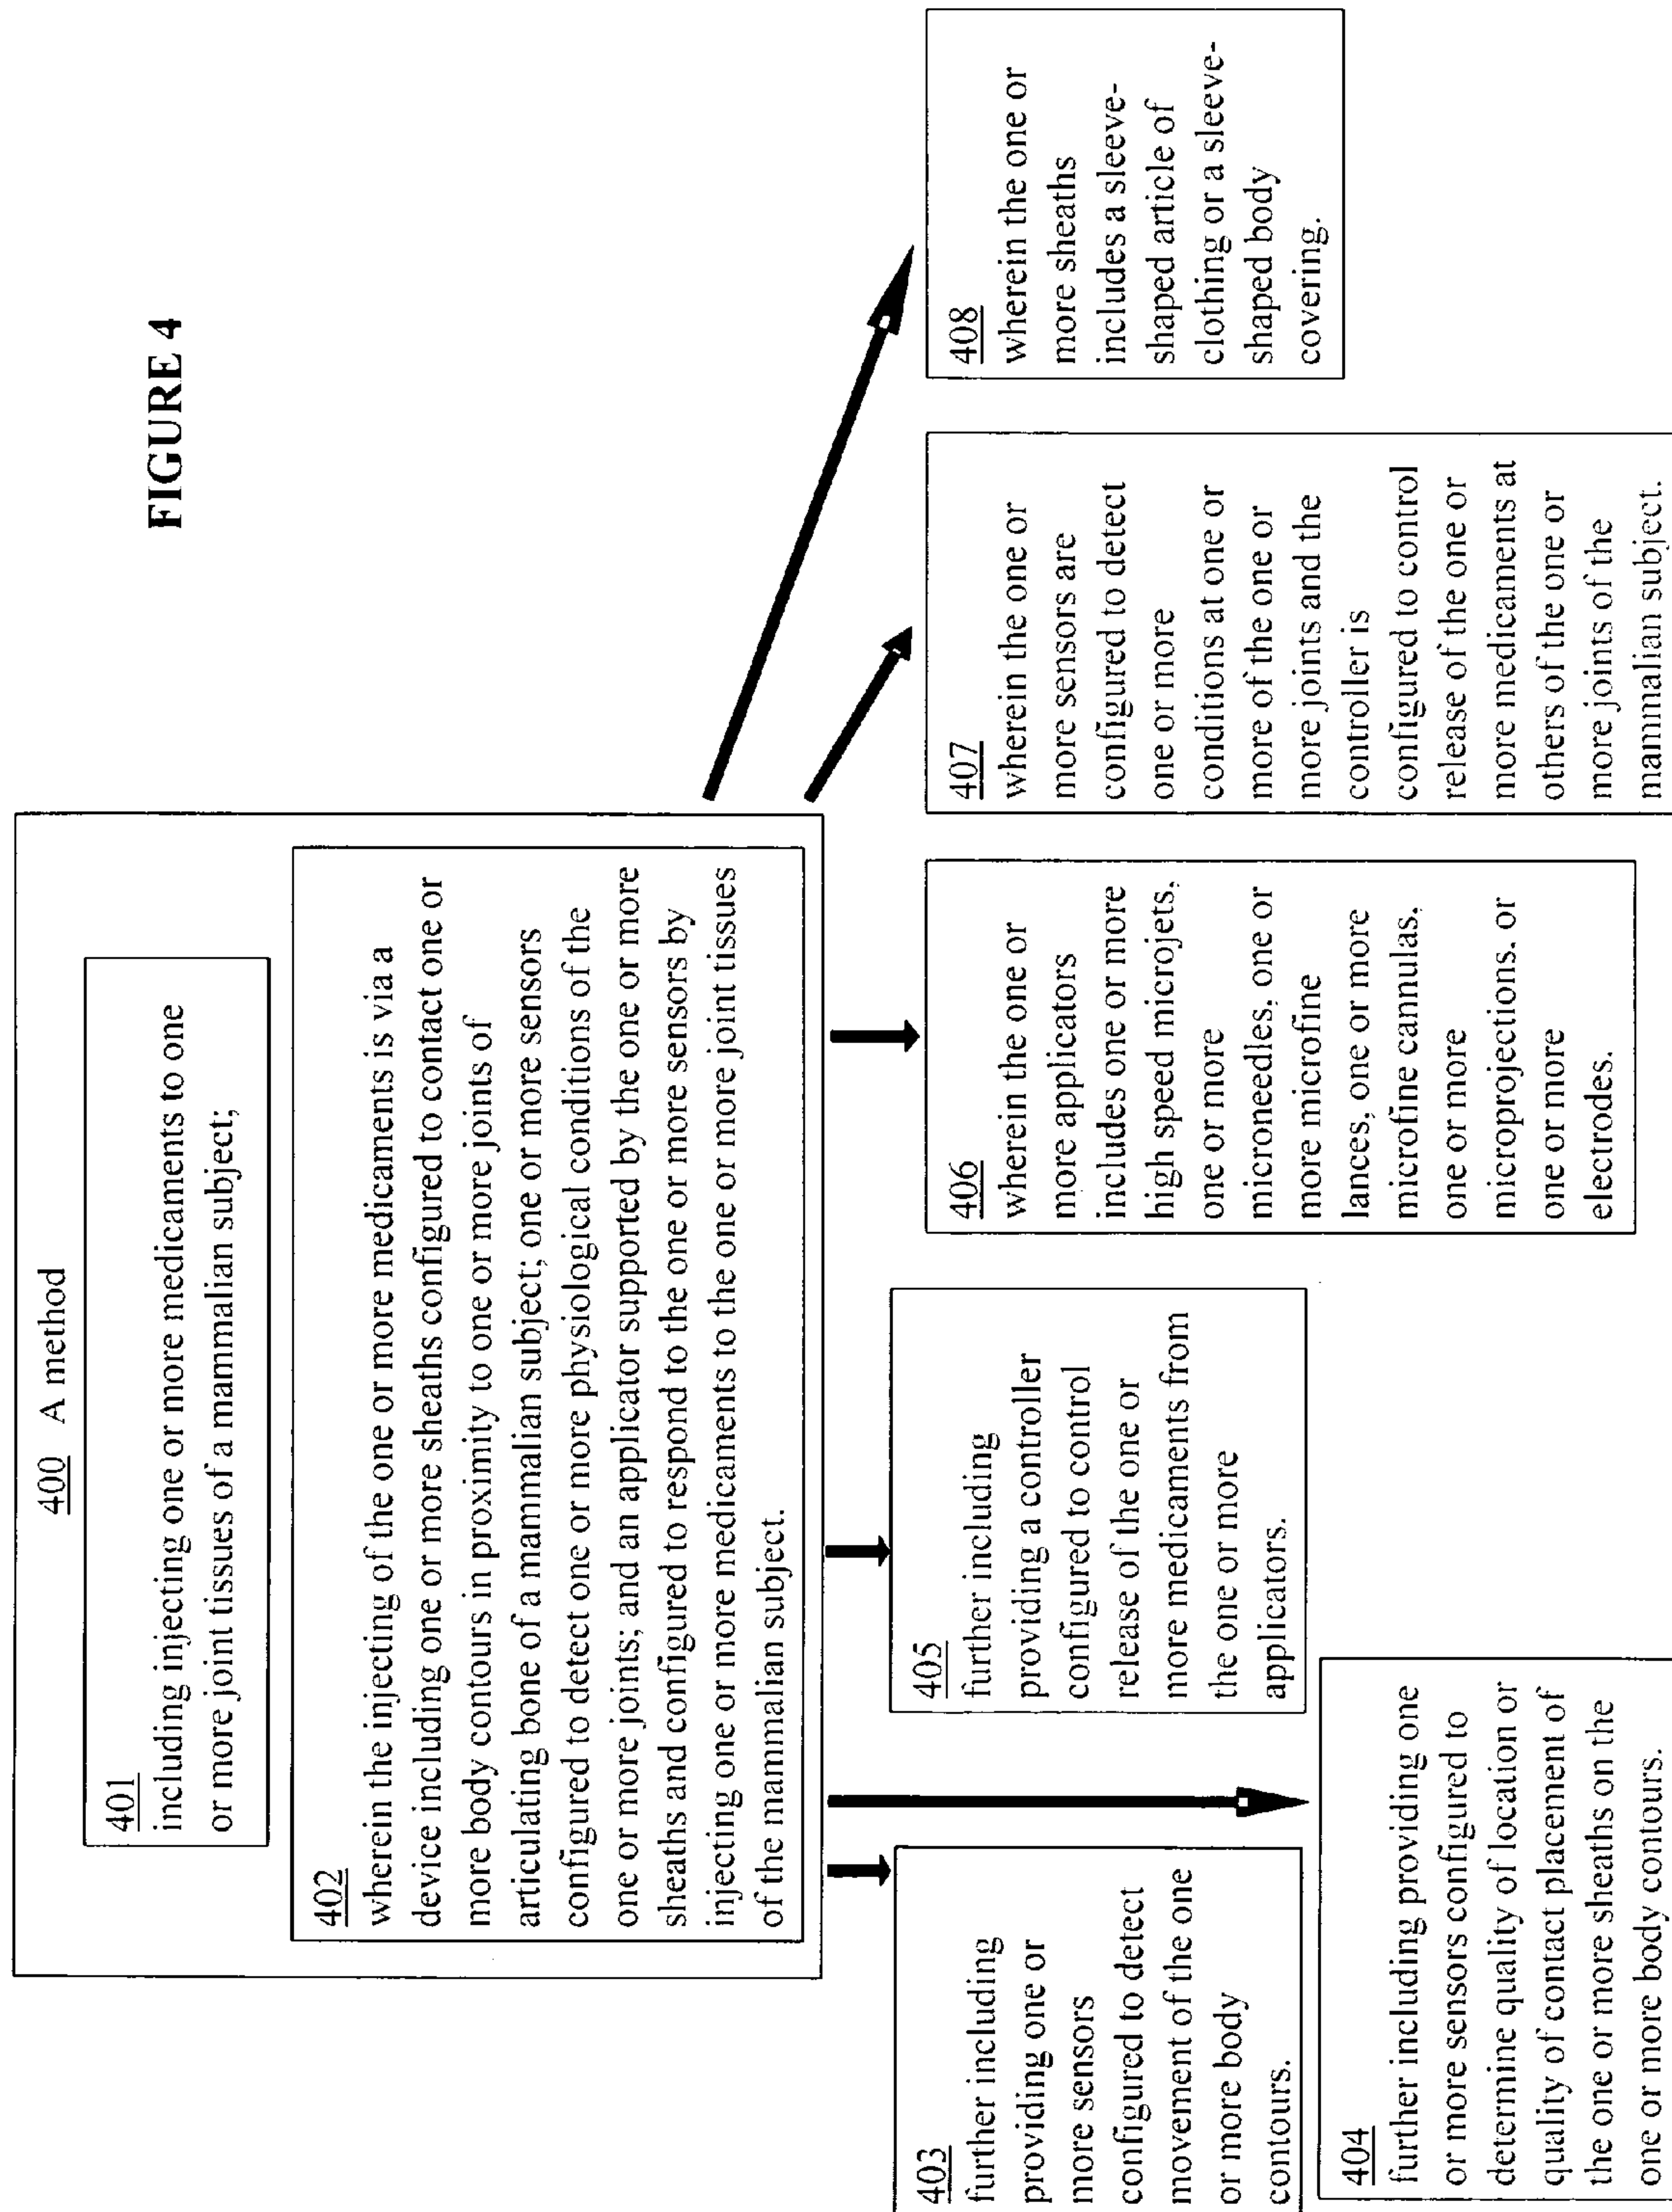 FIGURE 4
400 A method
401
including injecting one or more medicaments to one
or more joint tissues of a mammalian subject;
402
wherein the injecting of the one or more medicaments is via a
device including one or more sheaths configured to contact one or
more body contours in proximity to one or more joints of
articulating bone of a mammalian subject; one or more sensors
configured to detect one or more physiological conditions of the
one or more joints; and an applicator supported by the one or more
sheaths and configured to respond to the one or more sensors by
injecting one or more medicaments to the one or more joint tissues
of the mammalian subject.
403
further including
providing one or
more sensors
configured to detect
movement of the one
or more body
contours.
404
further including providing one
or more sensors configured to
determine quality of location or
quality of contact placement of
the one or more sheaths on the
one or more body contours.
405
further including
providing a controller
configured to control
release of the one or
more medicaments from
the one or more
applicators.
406
wherein the one or
more applicators
includes one or more
high speed microjets,
one or more
microneedles, one or
more microfine
lances, one or more
microfine cannulas,
one or more
microprojections, or
one or more
electrodes.
407
wherein the one or
more sensors are
configured to detect
one or more
conditions at one or
more of the one or
more joints and the
controller is
configured to control
release of the one or
more medicaments at
others of the one or
more joints of the
mammalian subject.
408
wherein the one or
more sheaths
includes a sleeve-
shaped article of
clothing or a sleeve-
shaped body
covering.